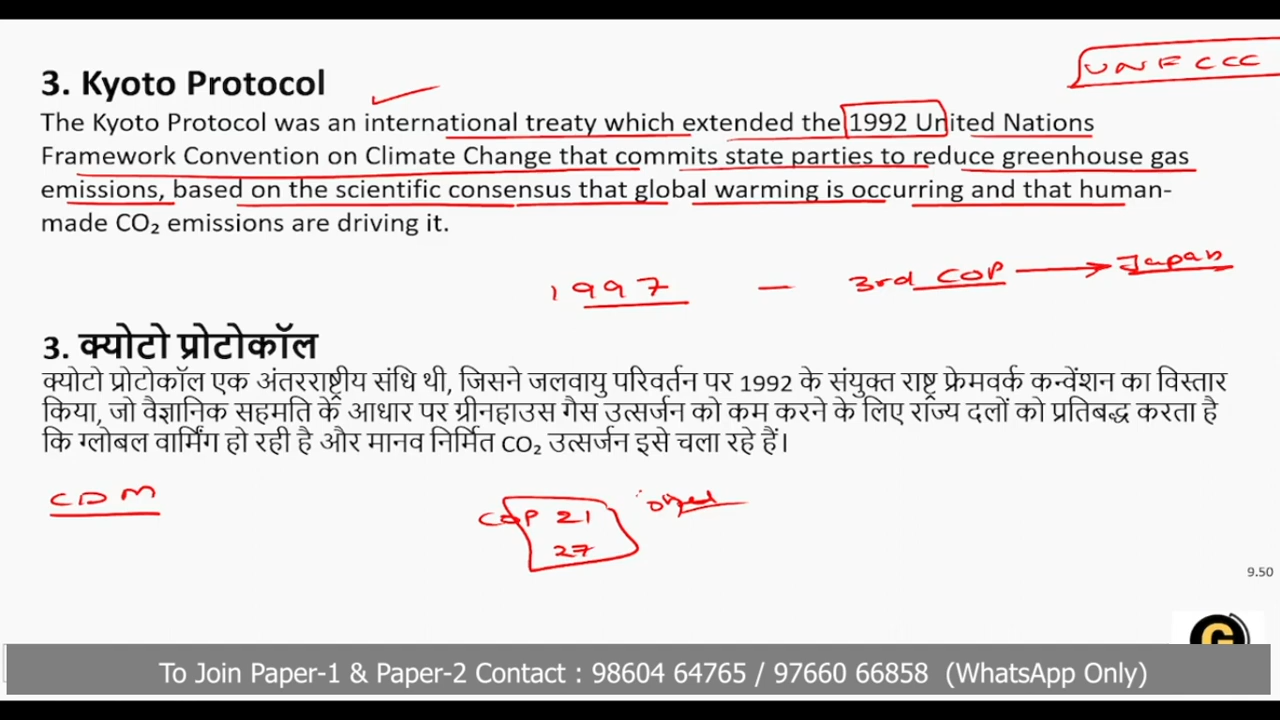 UNFCCC
3. Kyoto Protocol
The Kyoto Protocol was an international treaty which extended the 1992 United Nations
Framework Convention on Climate Change that commits state parties to reduce greenhouse gas
emissions, based on the scientific consensus that global warming is occurring and that human-
made CO₂ emissions are driving it.
1997 – 3rd COP → Japan
3. क्योटो प्रोटोकॉल
क्योटो प्रोटोकॉल एक अंतरराष्ट्रीय संधि थी, जिसने जलवायु परिवर्तन पर 1992 के संयुक्त राष्ट्र फ्रेमवर्क कन्वेंशन का विस्तार
किया, जो वैज्ञानिक सहमति के आधार पर ग्रीनहाउस गैस उत्सर्जन को कम करने के लिए राज्य दलों को प्रतिबद्ध करता है
कि ग्लोबल वार्मिंग हो रही है और मानव निर्मित CO₂ उत्सर्जन इसे चला रहे हैं।
CDM
COP 21
27
9.50
G
To Join Paper-1 & Paper-2 Contact : 98604 64765 / 97660 66858 (WhatsApp Only)